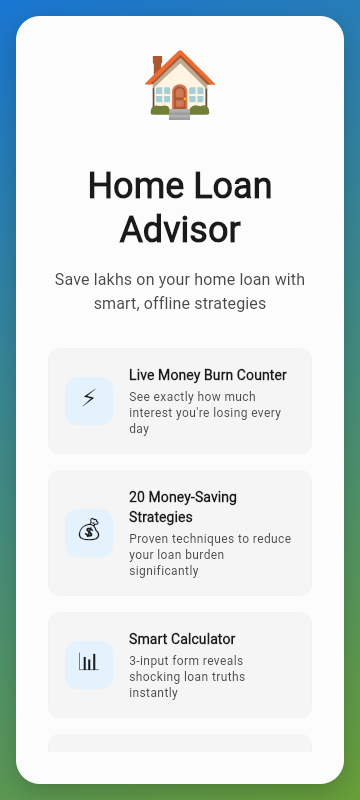 Home Loan
Advisor
Save lakhs on your home loan with
smart, offline strategies
Live Money Burn Counter
See exactly how much
interest you're losing every
day
20 Money-Saving
Strategies
Proven techniques to reduce
your loan burden
significantly
Smart Calculator
3-input form reveals
shocking loan truths
instantly